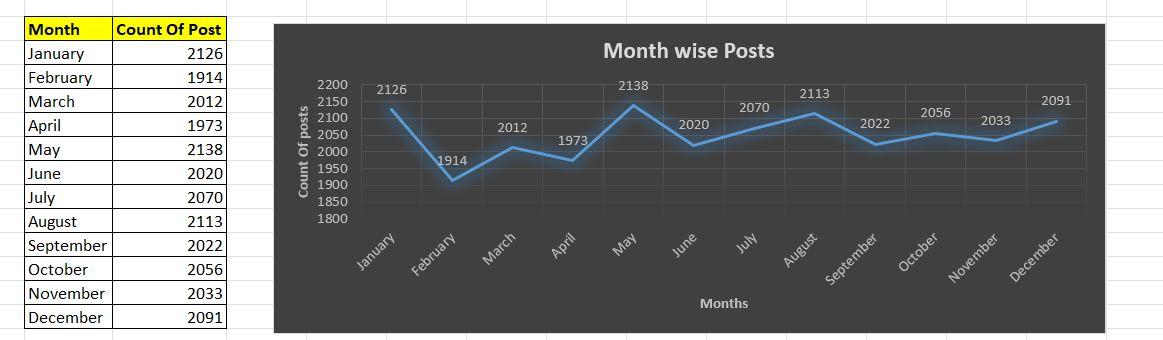 Month Count Of Post
January 2126
February 1914
March 2012
April 1973
May 2138
June 2020
July 2070
August 2113
September 2022
October 2056
November 2033
December 2091
Month wise Posts
Count Of posts
2200
2150
2100
2050
2000
1950
1900
1850
1800
2126 1914 2012 1973 2138 2020 2070 2113 2022 2056 2033 2091
January February March April May June July August September October November December
Months